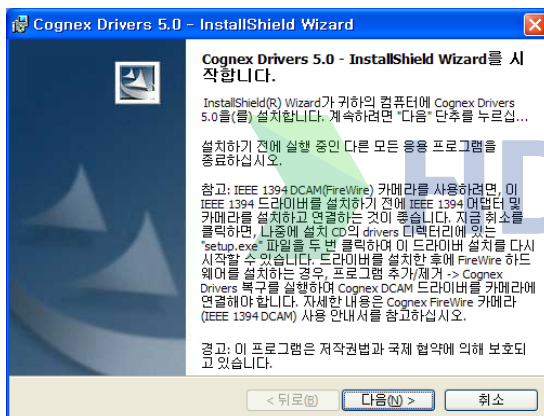 Cognex Drivers 5.0 - InstallShield Wizard
Cognex Drivers 5.0 - InstallShield Wizard를 시
작합니다.
InstallShield(R) Wizard가 귀하의 컴퓨터에 Cognex Drivers
5.0을(를) 설치합니다. 계속하려면 "다음" 단추를 누르십...
설치하기 전에 실행 중인 다른 모든 응용 프로그램을
종료하십시오.
참고: IEEE 1394 DCAM(FireWire) 카메라를 사용하려면, 이
IEEE 1394 드라이버를 설치하기 전에 IEEE 1394 어댑터 및
카메라를 설치하고 연결하는 것이 좋습니다. 지금 취소를
클릭하면, 나중에 설치 CD의 drivers 디렉터리에 있는
"setup.exe" 파일을 두 번 클릭하여 이 드라이버 설치를 다시
시작할 수 있습니다. 드라이버를 설치한 후에 FireWire 하드
웨어를 설치하는 경우, 프로그램 추가/제거 -> Cognex
Drivers 복구를 실행하여 Cognex DCAM 드라이버를 카메라에
연결해야 합니다. 자세한 내용은 Cognex FireWire 카메라
(IEEE 1394 DCAM) 사용 안내서를 참고하십시오.
경고: 이 프로그램은 저작권법과 국제 협약에 의해 보호되
고 있습니다.
< 뒤로(B) 다음(N) > 취소